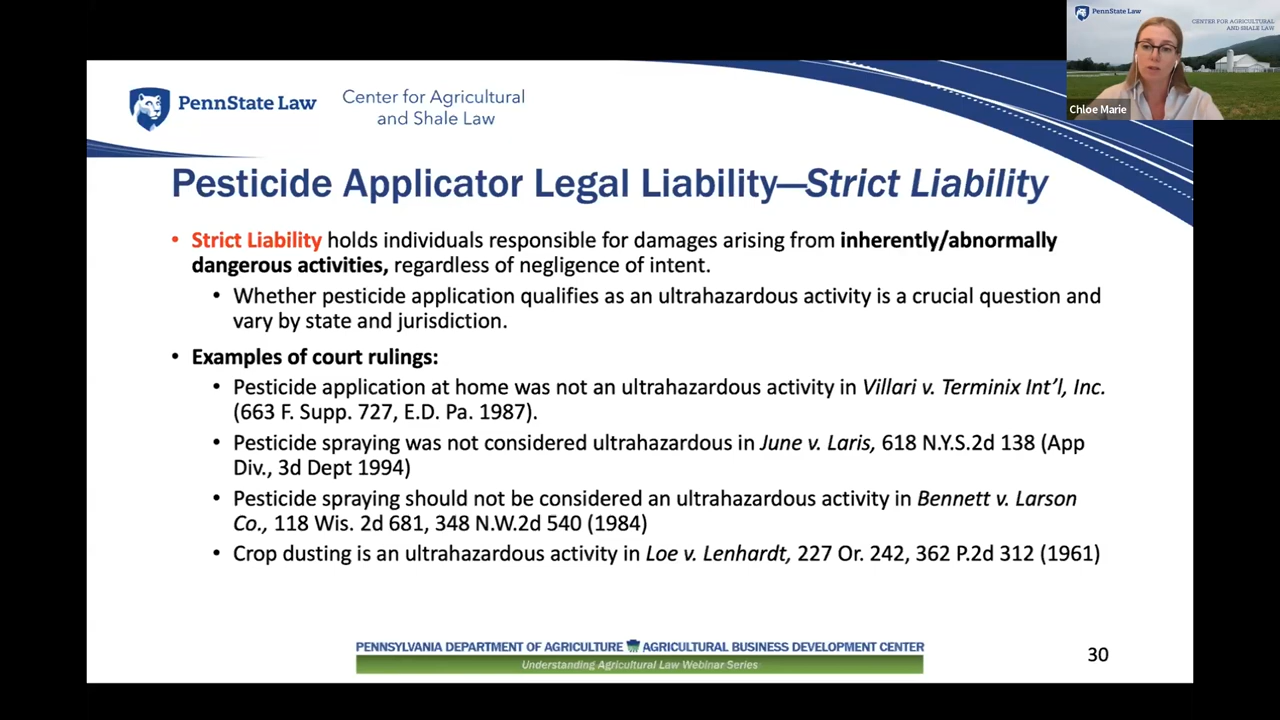 PennState Law
CENTER FOR AGRICULTURAL
AND SHALE LAW
Chloe Marie
PennState Law
Center for Agricultural
and Shale Law
Pesticide Applicator Legal Liability—Strict Liability
• Strict Liability holds individuals responsible for damages arising from inherently/abnormally
dangerous activities, regardless of negligence of intent.
• Whether pesticide application qualifies as an ultrahazardous activity is a crucial question and
vary by state and jurisdiction.
• Examples of court rulings:
• Pesticide application at home was not an ultrahazardous activity in Villari v. Terminix Int’l, Inc.
(663 F. Supp. 727, E.D. Pa. 1987).
• Pesticide spraying was not considered ultrahazardous in June v. Laris, 618 N.Y.S.2d 138 (App
Div., 3d Dept 1994)
• Pesticide spraying should not be considered an ultrahazardous activity in Bennett v. Larson
Co., 118 Wis. 2d 681, 348 N.W.2d 540 (1984)
• Crop dusting is an ultrahazardous activity in Loe v. Lenhardt, 227 Or. 242, 362 P.2d 312 (1961)
PENNSYLVANIA DEPARTMENT OF AGRICULTURE AGRICULTURAL BUSINESS DEVELOPMENT CENTER
Understanding Agricultural Law Webinar Series
30